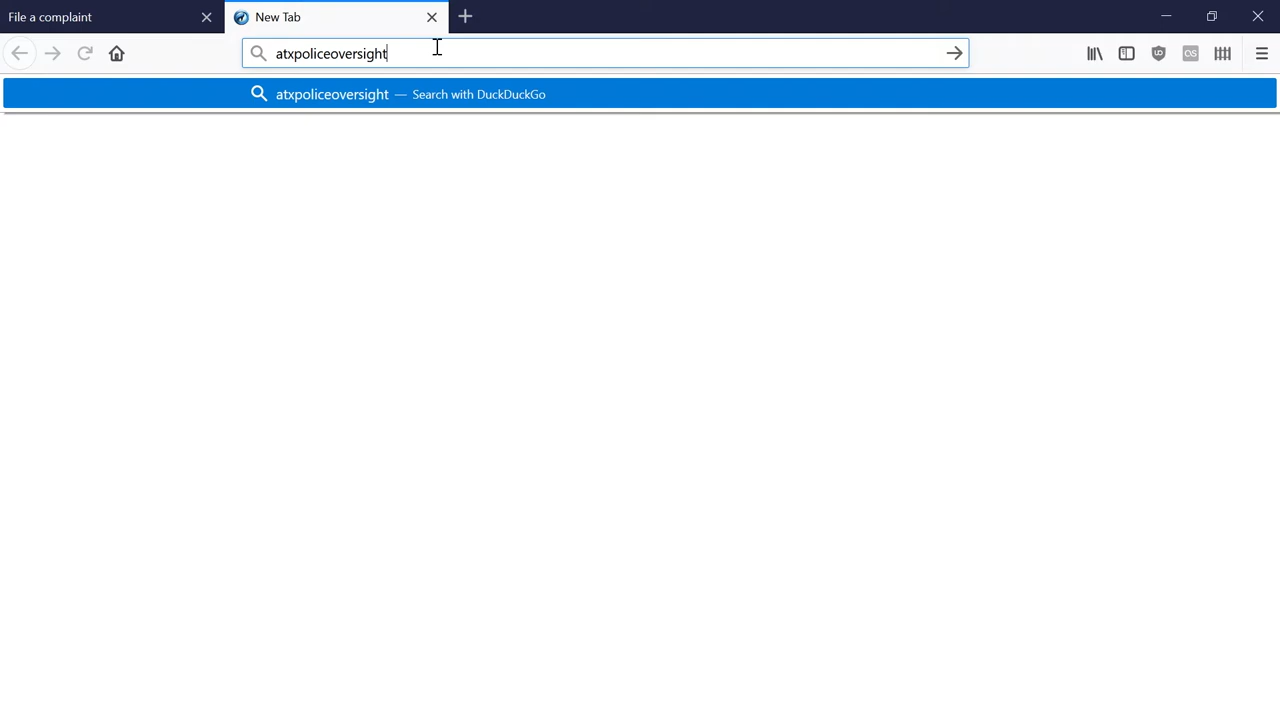 File a complaint
New Tab
atxpoliceoversight
atxpoliceoversight — Search with DuckDuckGo